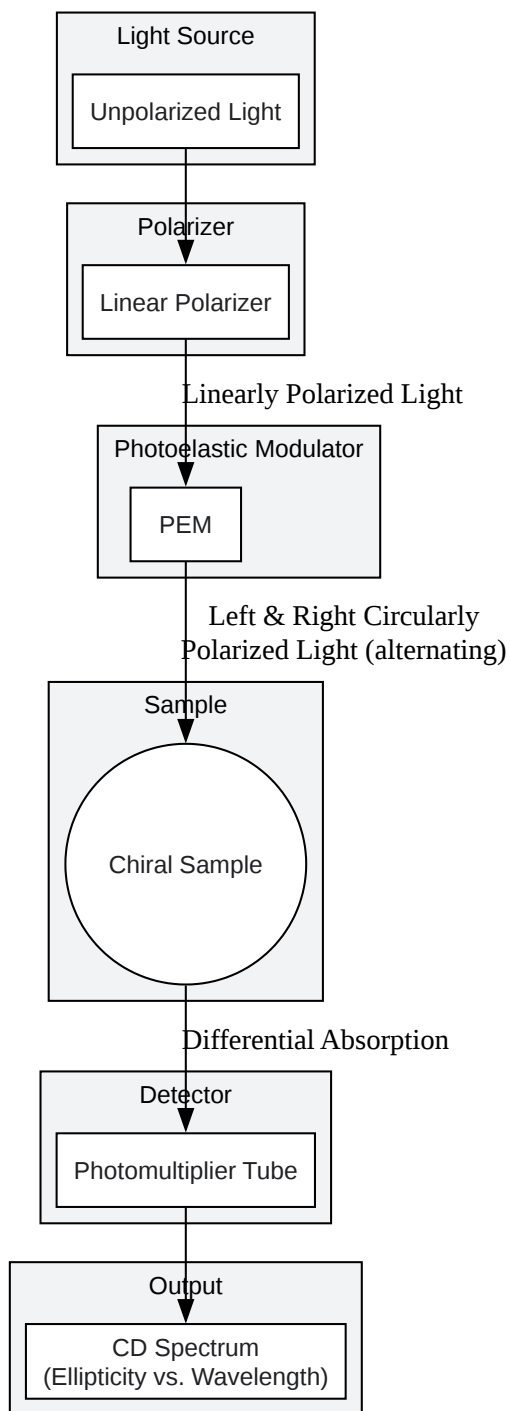 Light Source
Unpolarized Light
Polarizer
Linear Polarizer
Linearly Polarized Light
Photoelastic Modulator
PEM
Left & Right Circularly
Polarized Light (alternating)
Sample
Chiral Sample
Differential Absorption
Detector
Photomultiplier Tube
Output
CD Spectrum
(Ellipticity vs. Wavelength)